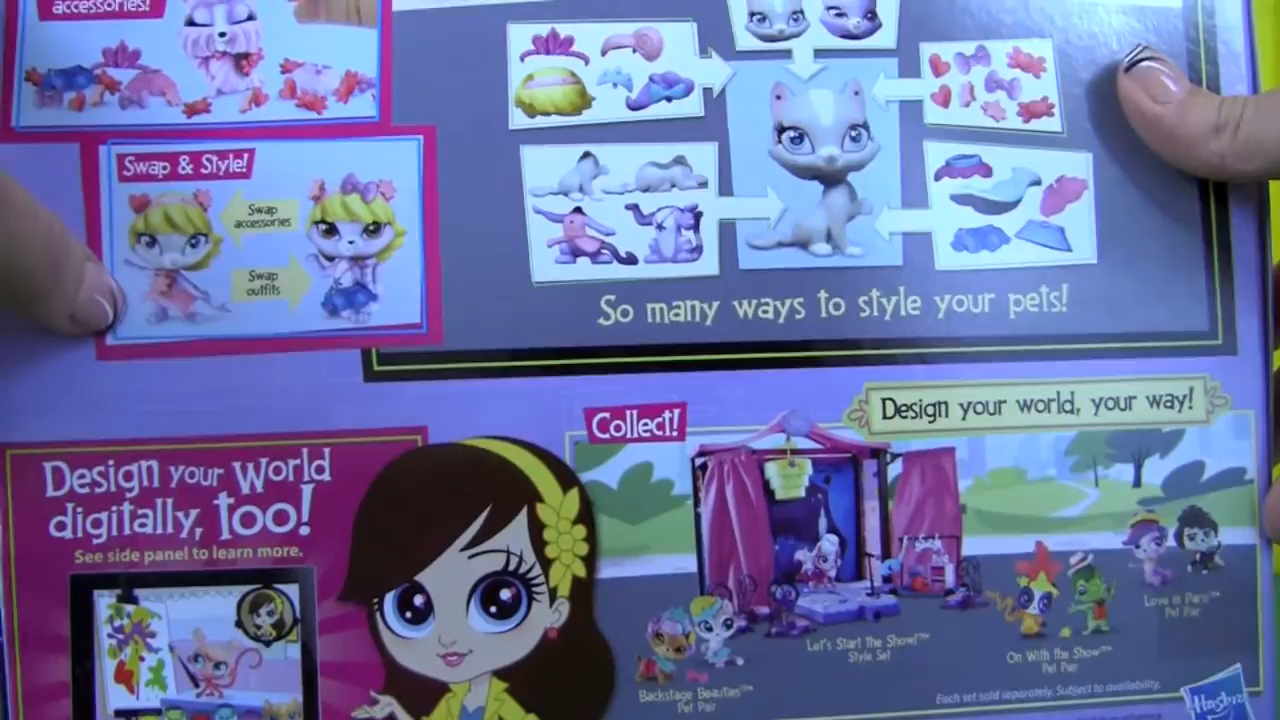 accessories!
Swap & Style!
Swap
accessories
Swap
outfits
So many ways to style your pets!
Design your World
digitally, too!
See side panel to learn more.
Collect!
Design your world, your way!
Let's Start the Show!™
Style Set
Backstage Beauties™
Pet Pair
On With the Show™
Pet Pair
Love in Paris™
Pet Pair
Each set sold separately. Subject to availability.
Hasbro